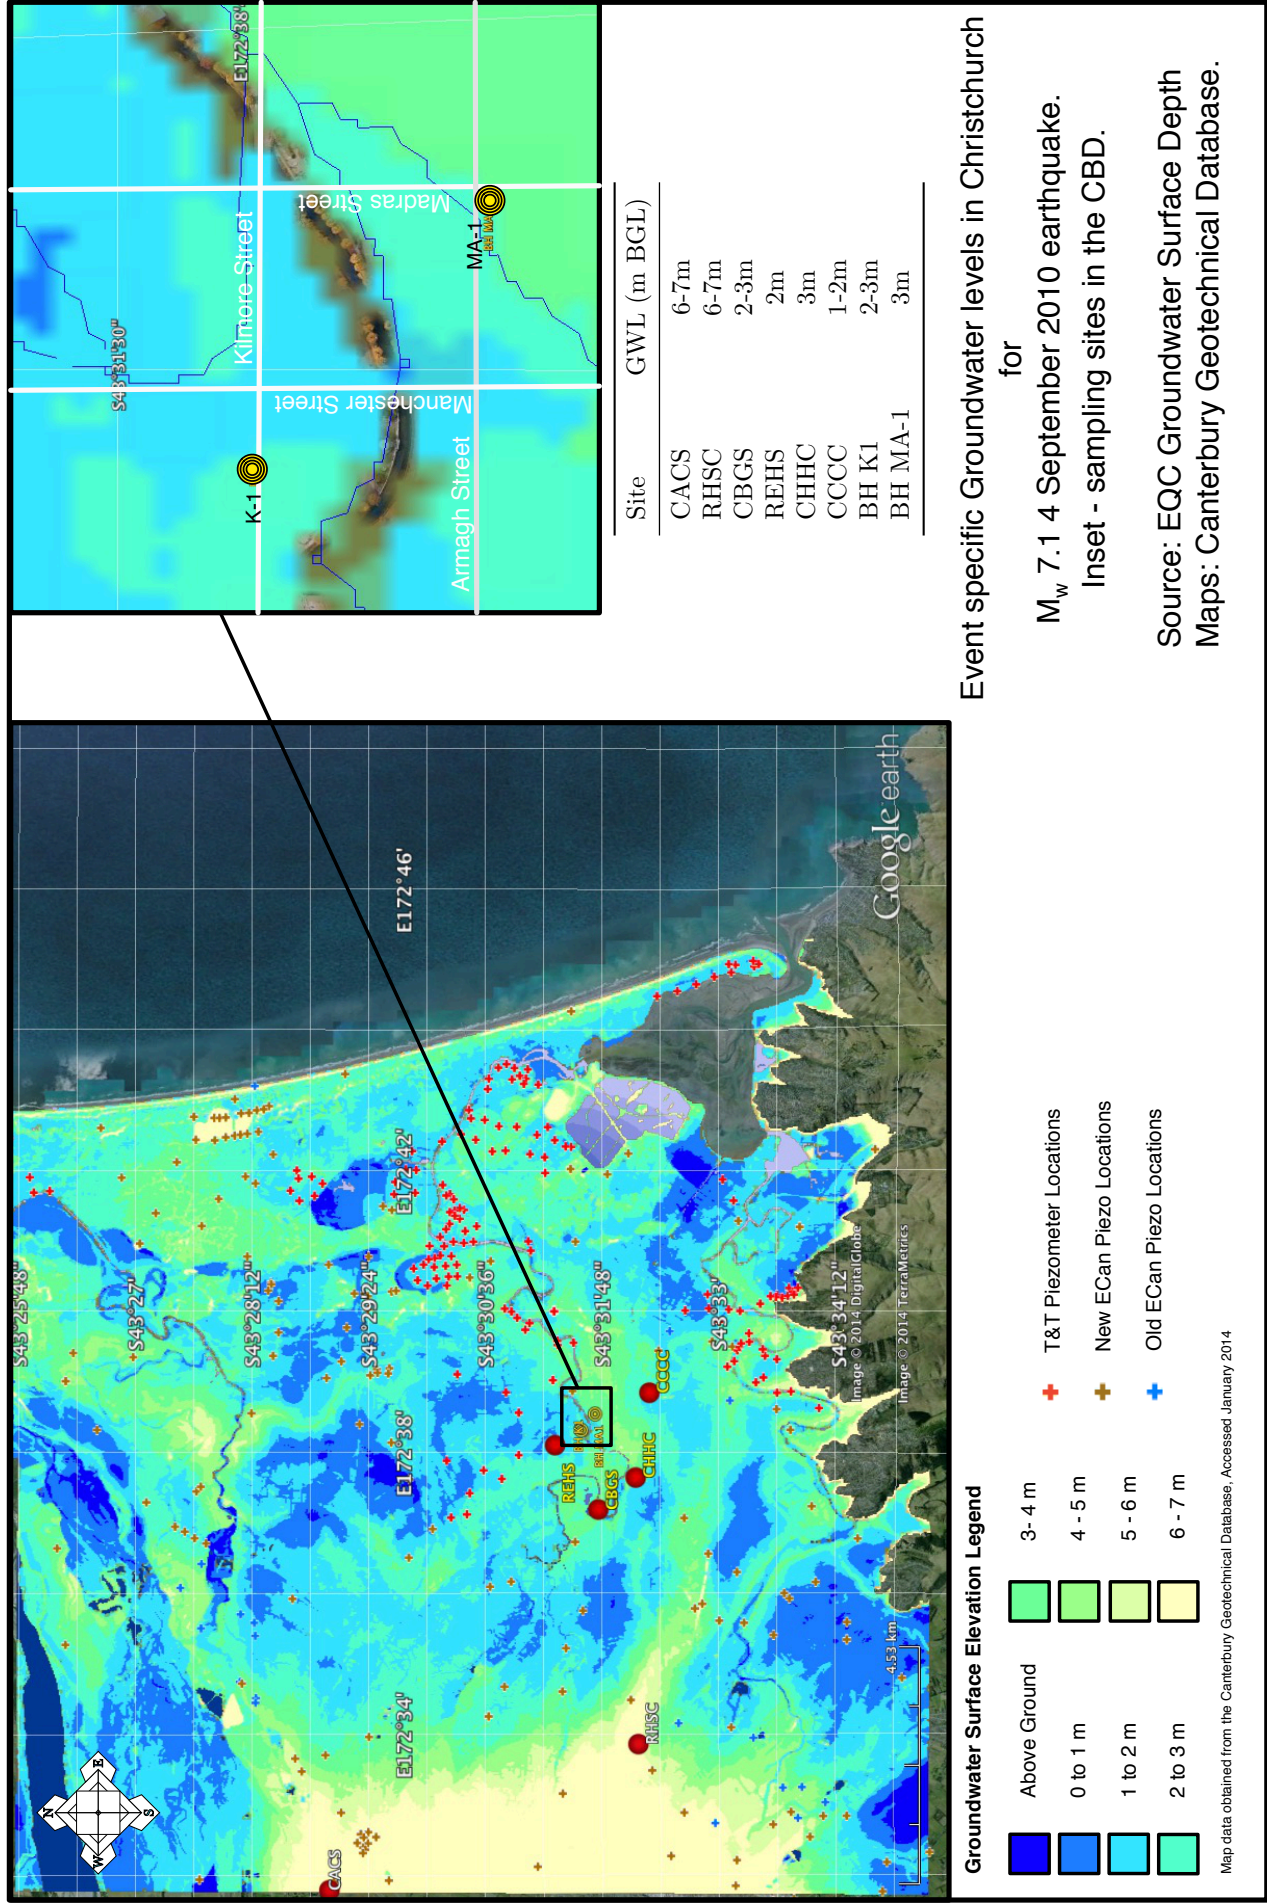 S43°25'48"
S43°27'
S43°28'12"
S43°29'24"
S43°30'36"
S43°31'48"
S43°33'
S43°34'12"
E172°34'
E172°38'
E172°42'
E172°46'
N
W
E
S
CACS
RHSC
REHS
CBGS
CHHC
CCCC
BH MA1
4.53 km
Image © 2014 DigitalGlobe
Image © 2014 TerraMetrics
Google earth
S43°31'30"
E172°38'
Kilmore Street
Armagh Street
Manchester Street
Madras Street
K-1
MA-1
BH MA
Site GWL (m BGL)
CACS 6-7m
RHSC 6-7m
CBGS 2-3m
REHS 2m
CHHC 3m
CCCC 1-2m
BH K1 2-3m
BH MA-1 3m
Event specific Groundwater levels in Christchurch
for
Mw 7.1 4 September 2010 earthquake.
Inset - sampling sites in the CBD.
Source: EQC Groundwater Surface Depth
Maps: Canterbury Geotechnical Database.
Groundwater Surface Elevation Legend
Above Ground
0 to 1 m
1 to 2 m
2 to 3 m
3- 4 m
4 - 5 m
5 - 6 m
6 - 7 m
T&T Piezometer Locations
New ECan Piezo Locations
Old ECan Piezo Locations
Map data obtained from the Canterbury Geotechnical Database, Accessed January 2014